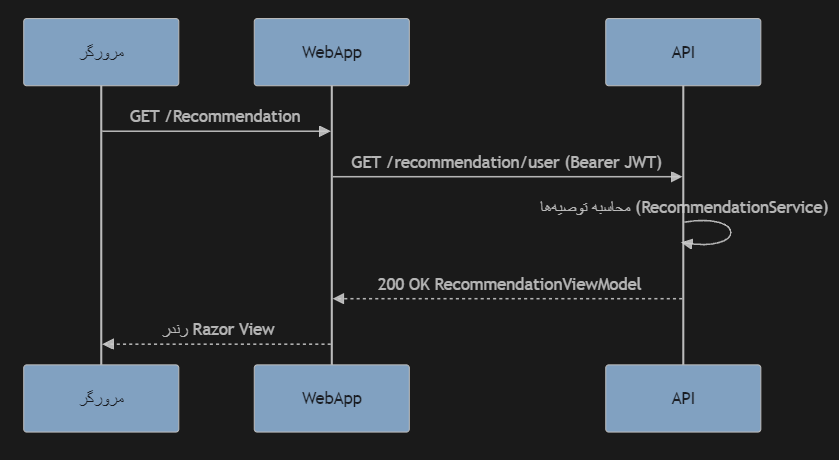 مرورگر
WebApp
API
GET /Recommendation
GET /recommendation/user (Bearer JWT)
محاسبه توصیه‌ها (RecommendationService)
200 OK RecommendationViewModel
رندر Razor View
مرورگر
WebApp
API